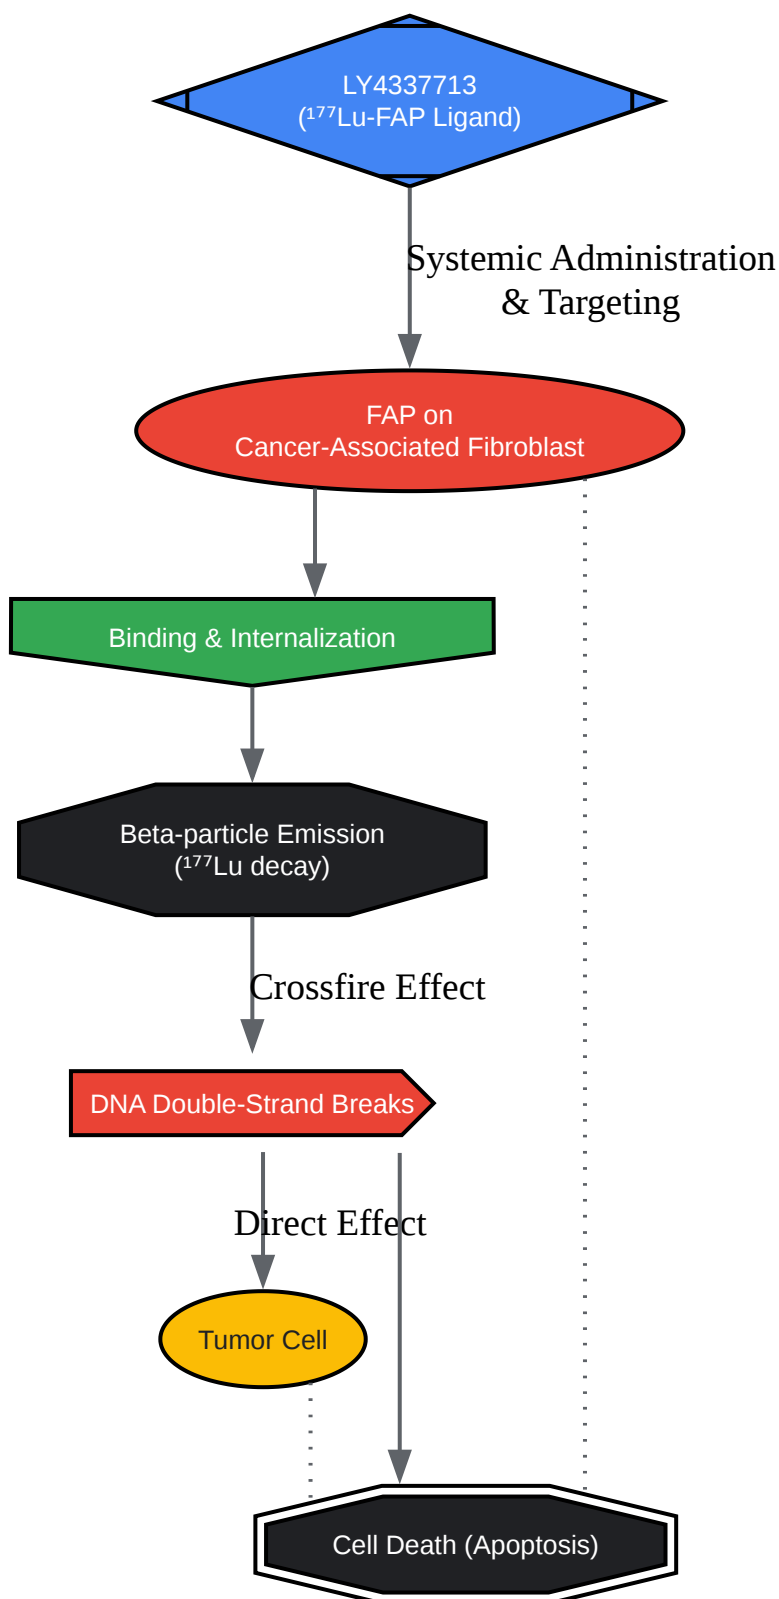 LY4337713
(¹⁷⁷Lu-FAP Ligand)
Systemic Administration
& Targeting
FAP on
Cancer-Associated Fibroblast
Binding & Internalization
Beta-particle Emission
(¹⁷⁷Lu decay)
Crossfire Effect
DNA Double-Strand Breaks
Direct Effect
Tumor Cell
Cell Death (Apoptosis)